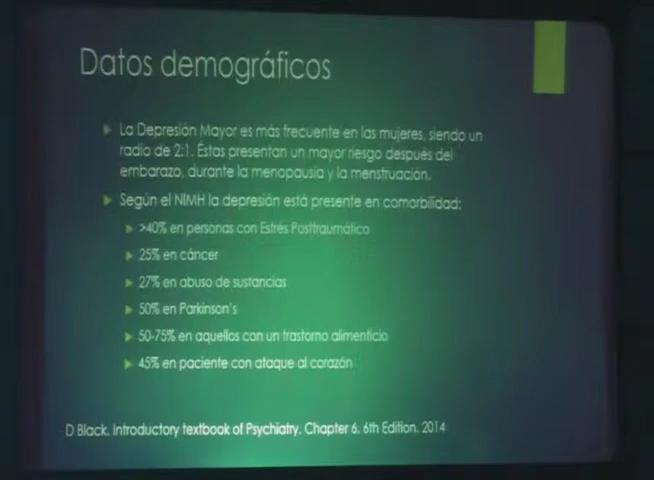 Datos demográficos
La Depresión Mayor es más frecuente en las mujeres, siendo un
radio de 2:1. Éstas presentan un mayor riesgo después del
embarazo, durante la menopausia y la menstruación.
Según el NIMH la depresión está presente en comorbilidad:
>40% en personas con Estrés Posttraumático
25% en cáncer
27% en abuso de sustancias
50% en Parkinson's
50-75% en aquellos con un trastorno alimenticio
45% en paciente con ataque al corazón
D Black. Introductory textbook of Psychiatry. Chapter 6. 6th Edition. 2014